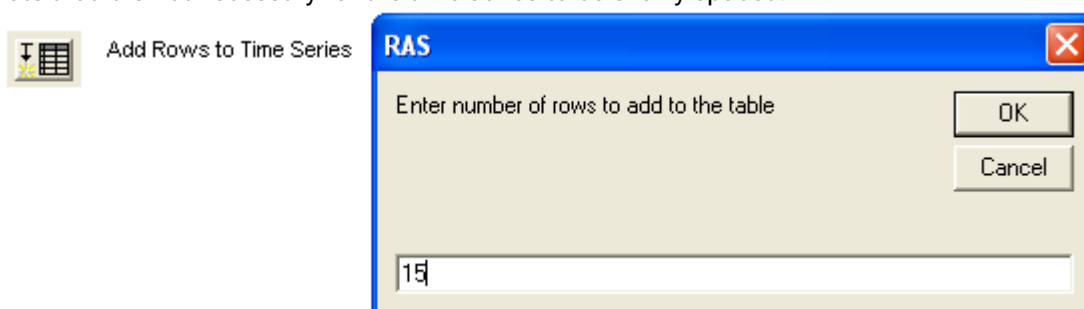 Add Rows to Time Series
RAS
Enter number of rows to add to the table
OK
Cancel
15